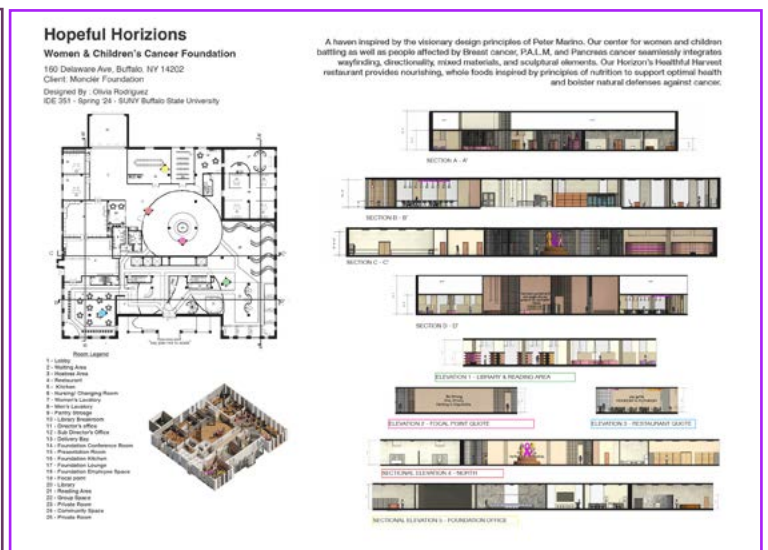 Hopeful Horizions
Women & Children's Cancer Foundation
160 Delaware Ave, Buffalo, NY 14202
Client: Moncler Foundation
Designed By : Olivia Rodriguez
IDE 351 - Spring '24 - SUNY Buffalo State University
A haven inspired by the visionary design principles of Peter Marino. Our center for women and children
battling as well as people affected by Breast cancer, P.A.L.M, and Pancreas cancer seamlessly integrates
wayfinding, directionality, mixed materials, and sculptural elements. Our Horizon's Healthful Harvest
restaurant provides nourishing, whole foods inspired by principles of nutrition to support optimal health
and bolster natural defenses against cancer.
SECTION A - A'
SECTION B - B'
SECTION C - C'
SECTION D - D'
ELEVATION 1 - LIBRARY & READING AREA
ELEVATION 2 - FOCAL POINT QUOTE
ELEVATION 3 - RESTAURANT QUOTE
SECTIONAL ELEVATION 4 - NORTH
SECTIONAL ELEVATION 5 - FOUNDATION OFFICE
Room Legend
1 - Lobby
2 - Waiting Area
3 - Hostess Area
4 - Restaurant
5 - Kitchen
6 - Nursing/ Changing Room
7 - Women's Lavatory
8 - Men's Lavatory
9 - Pantry Storage
10 - Library Breakroom
11 - Director's office
12 - Sub Director's Office
13 - Delivery Bay
14 - Foundation Conference Room
15 - Presentation Room
16 - Foundation Kitchen
17 - Foundation Lounge
18 - Foundation Employee Space
19 - Focal point
20 - Library
21 - Reading Area
22 - Group Space
23 - Private Room
24 - Community Space
25 - Private Room